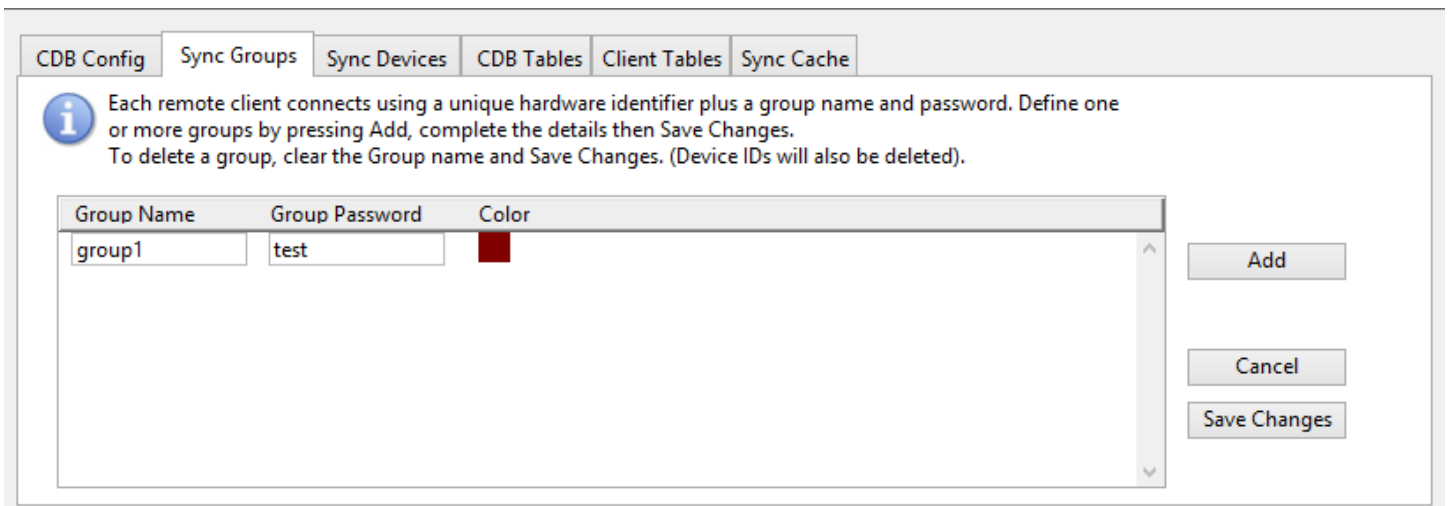 CDB Config Sync Groups Sync Devices CDB Tables Client Tables Sync Cache
Each remote client connects using a unique hardware identifier plus a group name and password. Define one
or more groups by pressing Add, complete the details then Save Changes.
To delete a group, clear the Group name and Save Changes. (Device IDs will also be deleted).
Group Name Group Password Color
group1 test
Add
Cancel
Save Changes